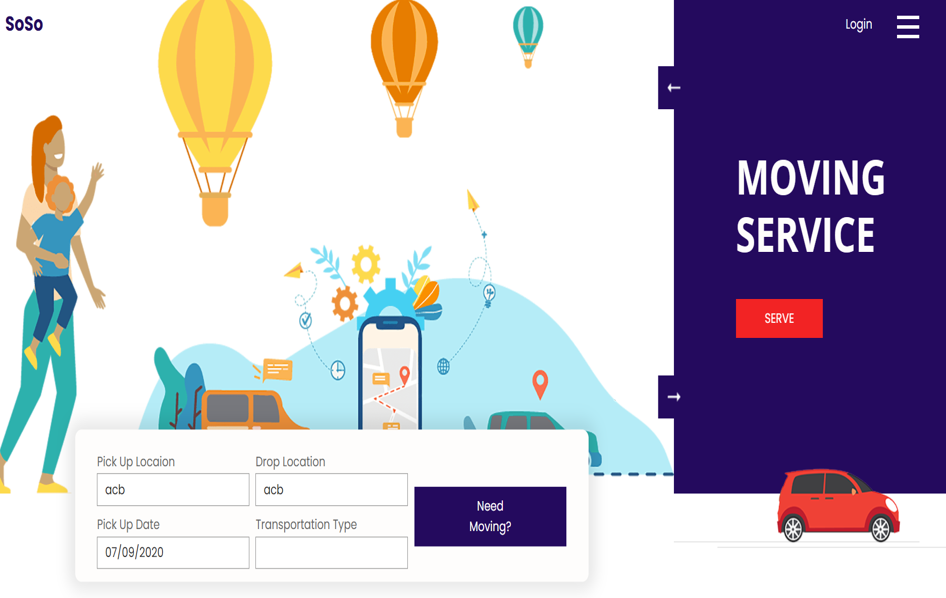 SoSo
Login
MOVING
SERVICE
SERVE
Pick Up Locaion
Drop Location
acb
acb
Pick Up Date
Transportation Type
07/09/2020
Need
Moving?